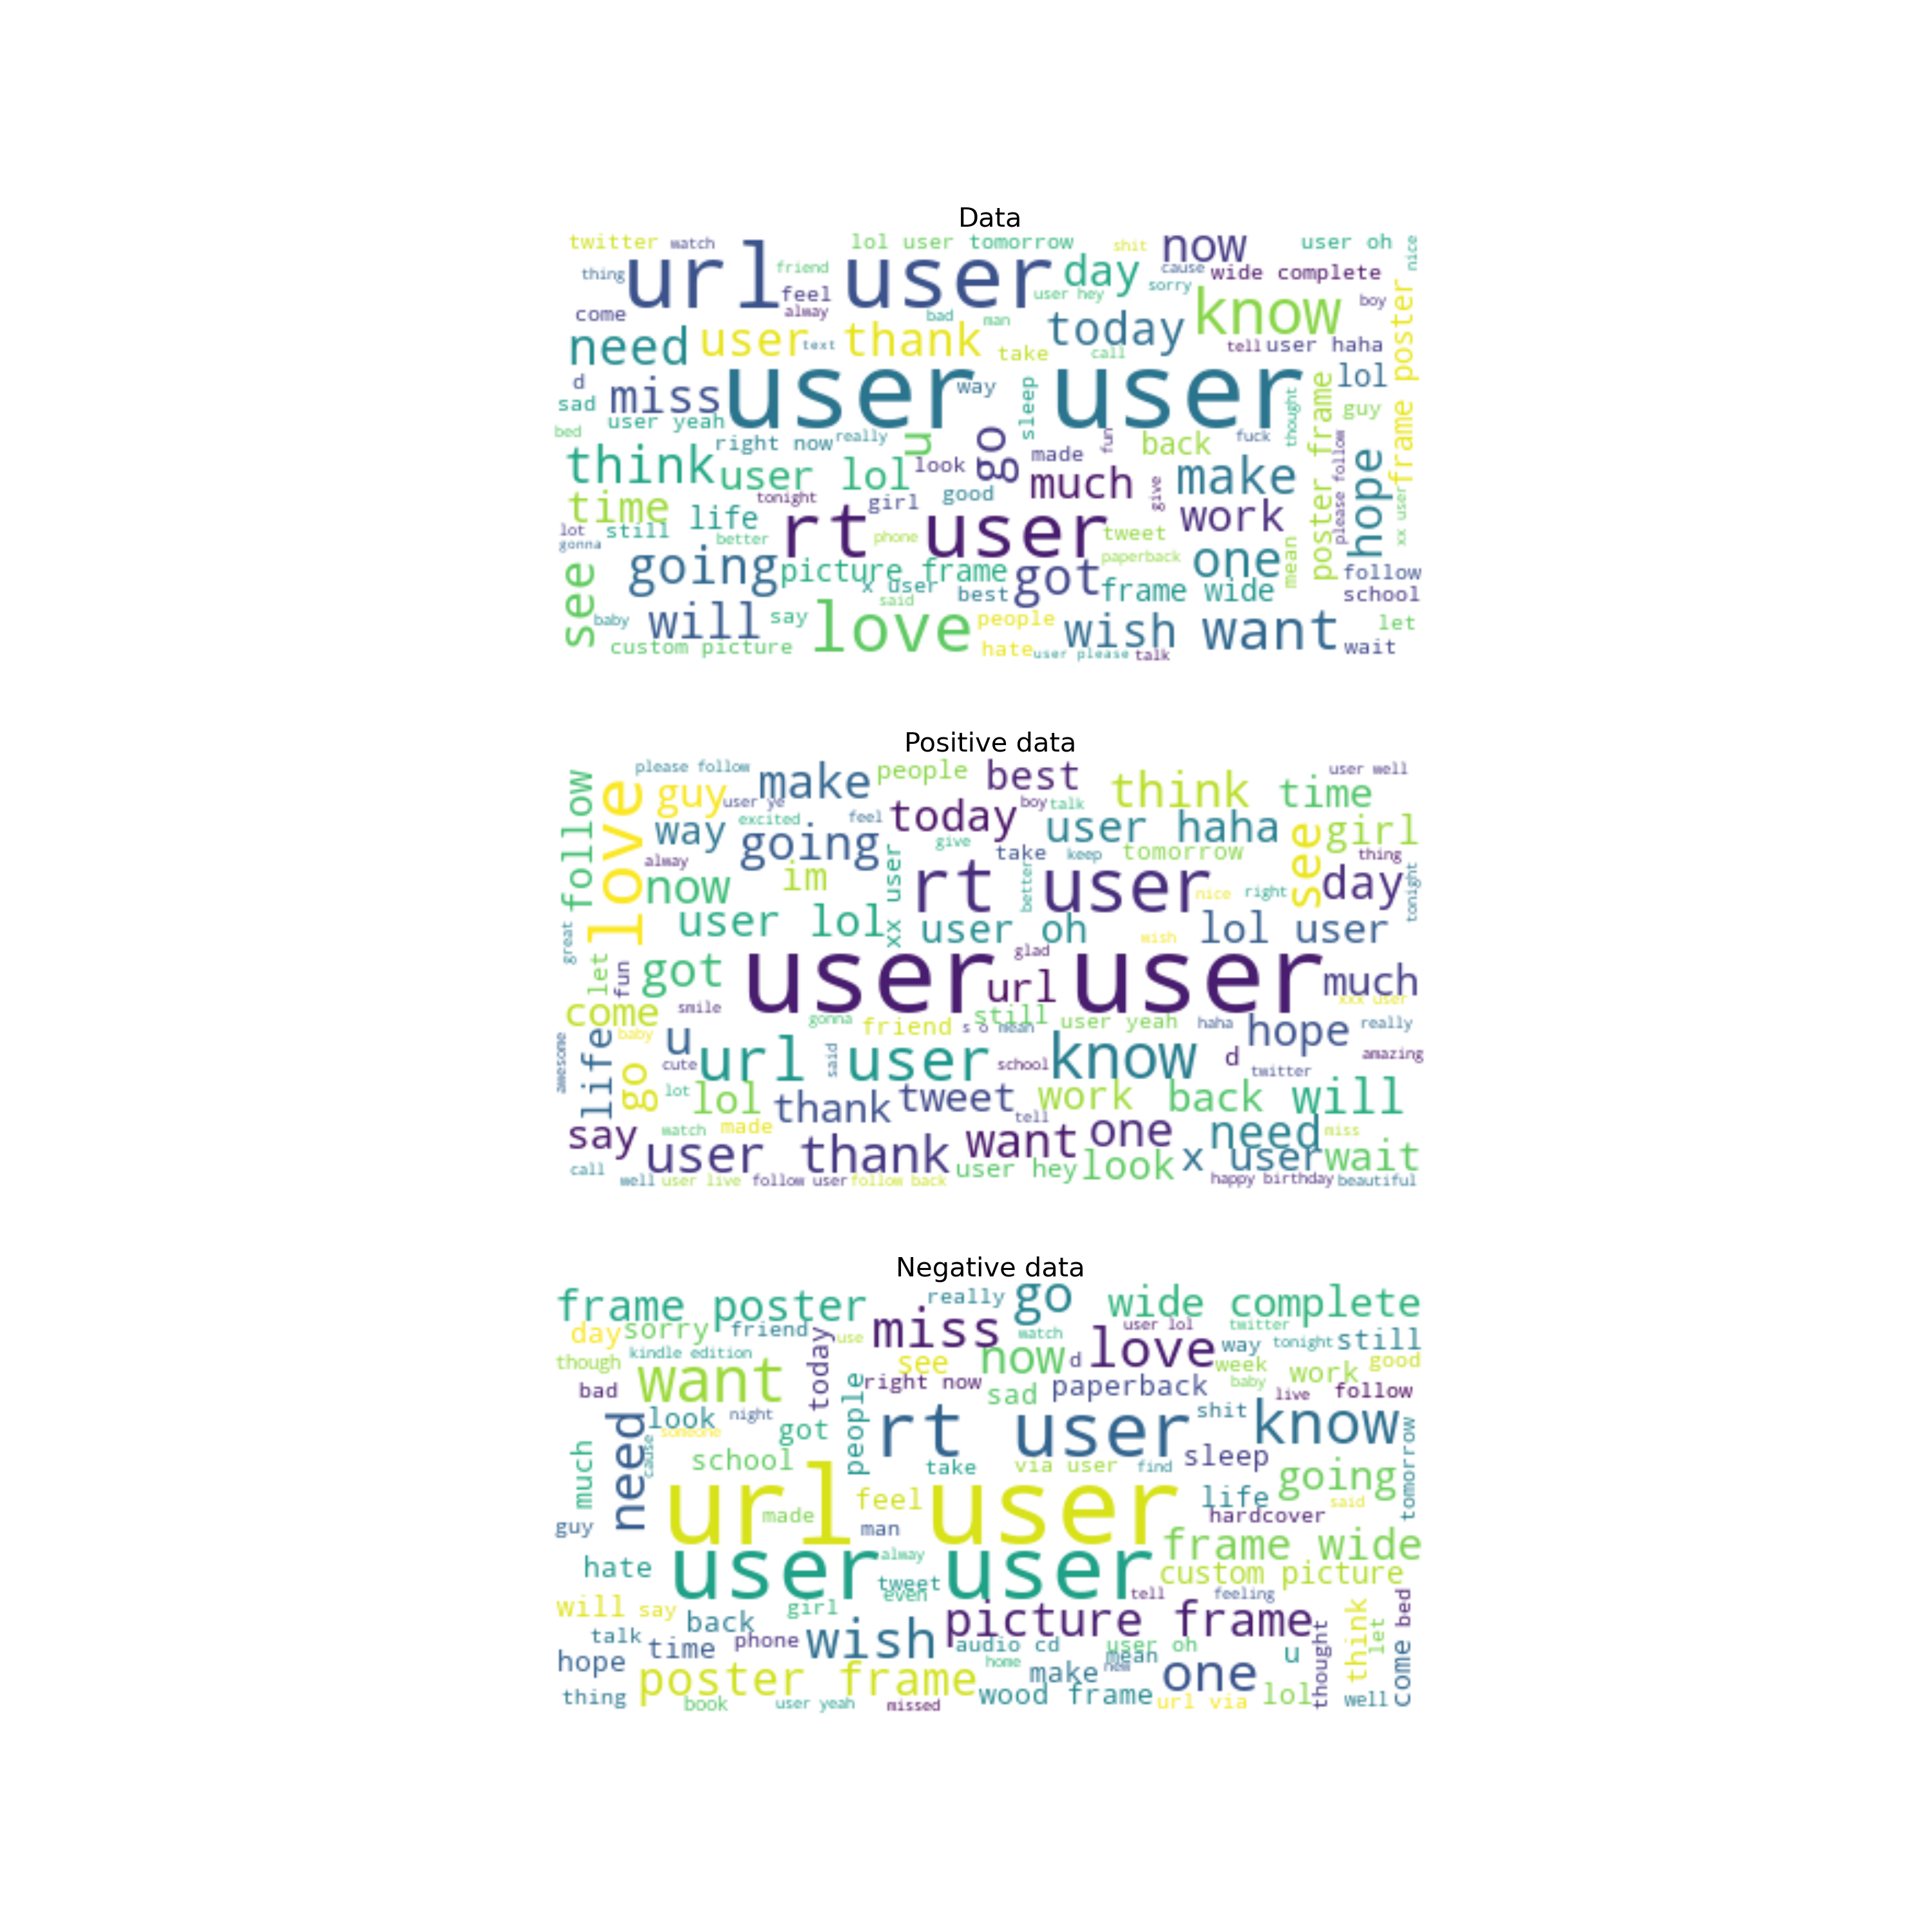 Data
twitter watch lol user tomorrow shit now user oh nice
thing url user friend day cause wide complete
feel user hey sorry know boy
come alway bad man today frame poster
need user thank text take call tell user haha
d miss user user way sleep thought lol
sad user yeah poster frame guy
bed right now really u go made fun back fuck please follow
think user lol look much make hope
time tonight girl good give work
lot still life rt user tweet xx user
gonna better phone paperback one mean
see going picture frame x user best got frame wide follow
said school
baby will say love people wish want let
custom picture hate user please talk wait
Positive data
please follow make people best think time user well
follow love guy user ye today boy talk
way excited feel user haha see girl
going give take keep tomorrow thing
alway now im xx user rt user better nice right day tonight
user lol user oh wish lol user
great let fun got user url user glad much
come smile xxx user
gonna friend still s o mean user yeah haha hope really
awesome life baby u url user said school know d amazing
go cute twitter
lot lol thank tweet work back will
say watch made tell want one need miss
call user thank user hey look x user wait
well user live follow user follow back happy birthday beautiful
Negative data
frame poster really go wide complete
day sorry friend today use miss watch love user lol twitter
though kindle edition see now d way tonight still
want people right now sad paperback week work good
bad baby live follow
need look night got rt user shit know
someone cause school take via user find sleep tomorrow
much url user feel life going said
guy made man hardcover
hate user user alway frame wide
tweet even custom picture
will say girl tell feeling
back picture frame think let come bed
talk time phone wish audio cd user oh mean u thought
hope home make new one
thing poster frame wood frame url via lol well
book user yeah missed